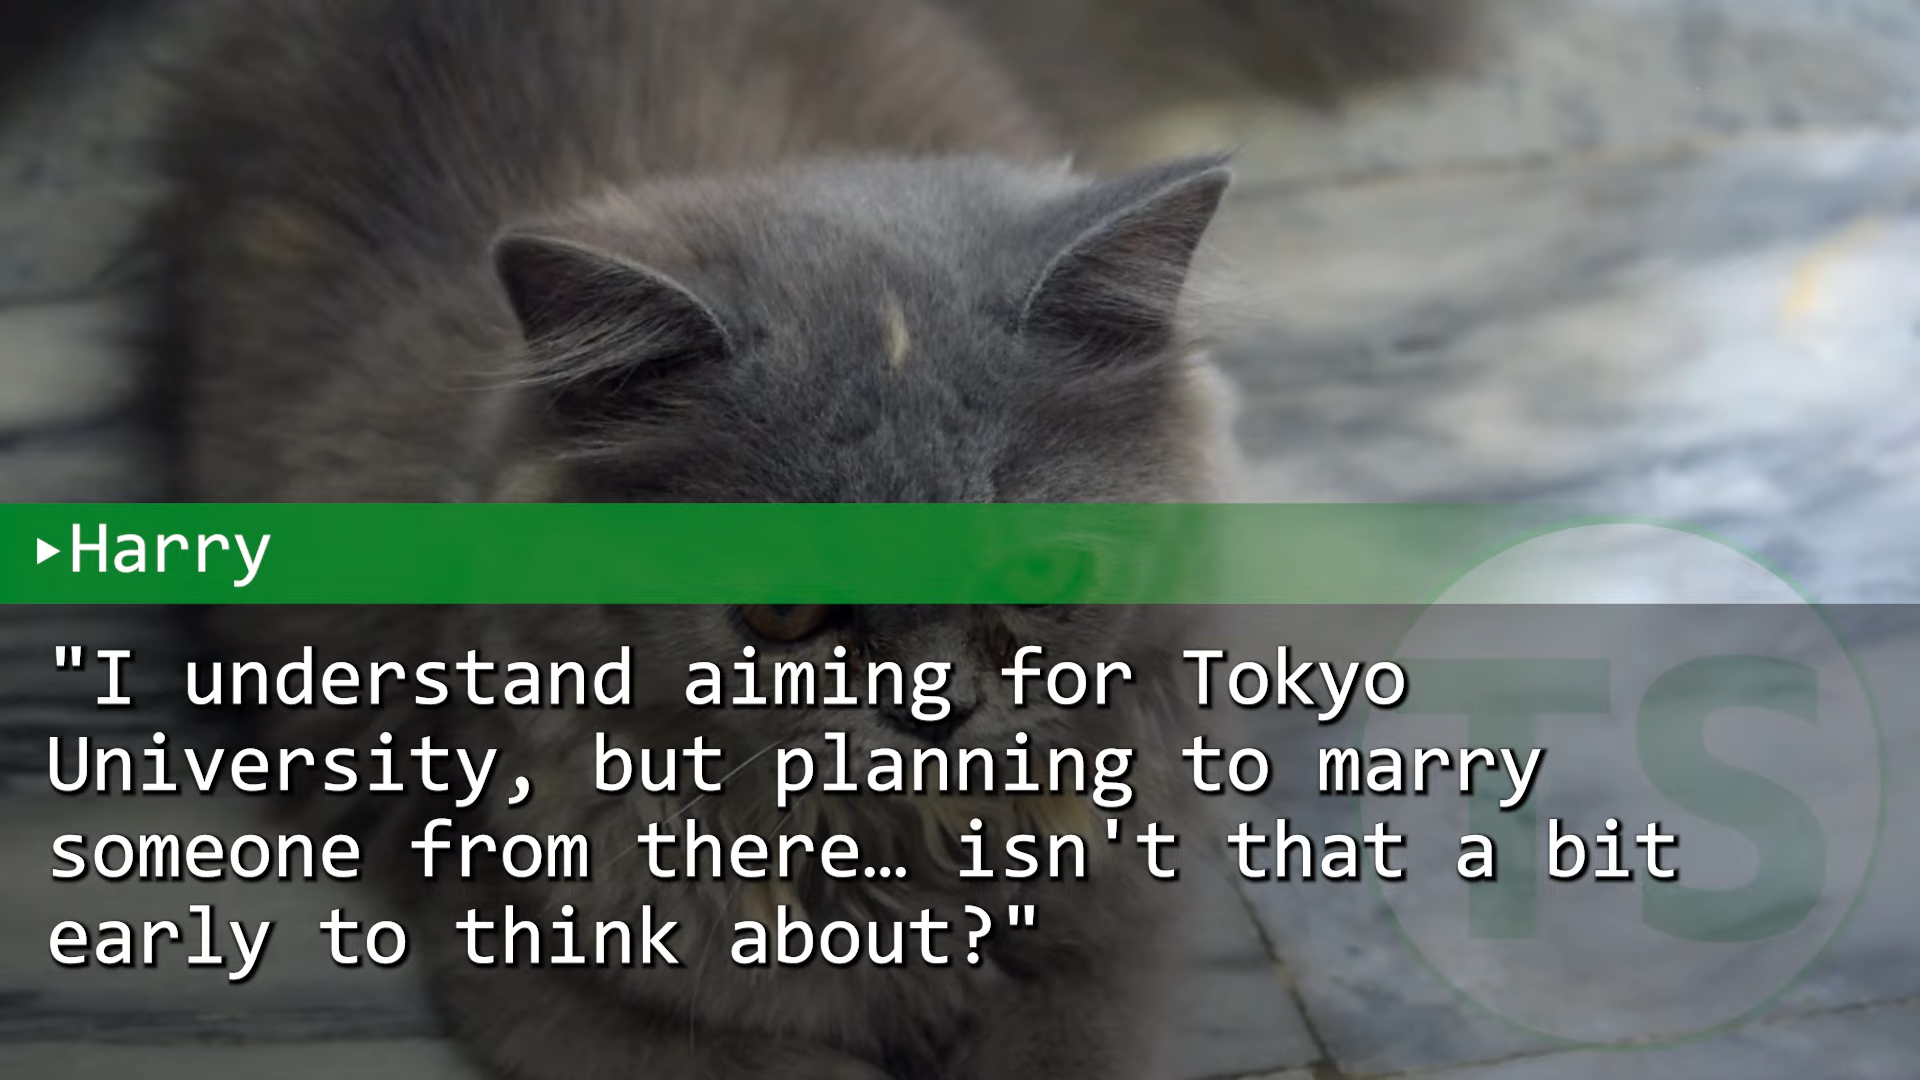 ▶Harry
"I understand aiming for Tokyo
University, but planning to marry
someone from there… isn't that a bit
early to think about?"
TS